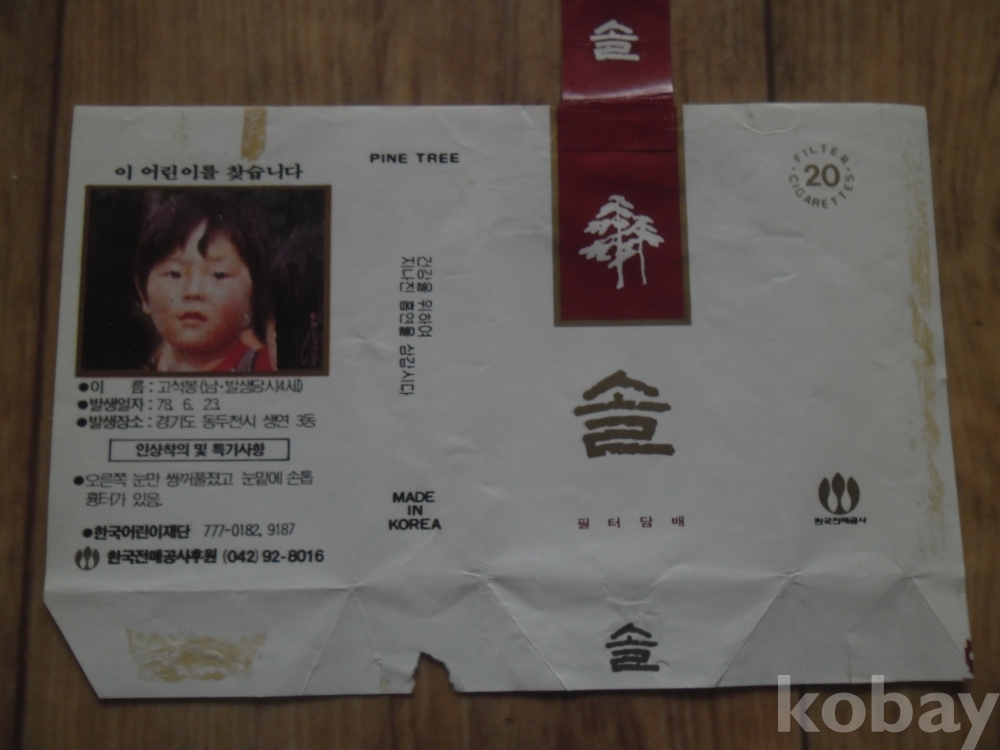 솔
이 어린이를 찾습니다
●이 름 : 고석봉(남·발생당시4세)
●발생일자 : 78. 6. 23.
●발생장소 : 경기도 동두천시 생연 3동
인상착의 및 특기사항
●오른쪽 눈만 쌍꺼풀졌고 눈밑에 손톱
흉터가 있음.
●한국어린이재단 777-0182, 9187
한국전매공사후원 (042) 92-8016
PINE TREE
건강을 위하여
지나친 흡연을 삼갑시다
MADE
IN
KOREA
솔
필터담배
솔
·FILTER·
20
CIGARETTES
한국전매공사
kobay